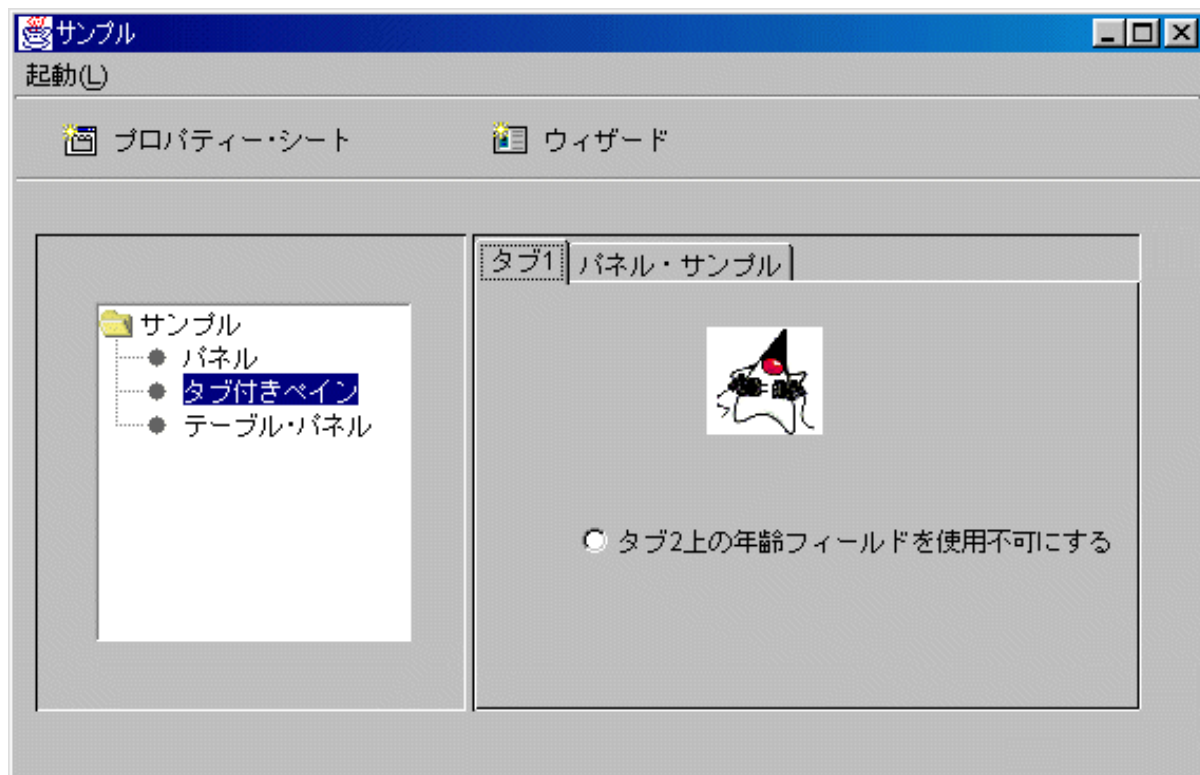 サンプル
起動(L)
プロパティー・シート
ウィザード
サンプル
パネル
タブ付きペイン
テーブル・パネル
タブ1
パネル・サンプル
タブ2上の年齢フィールドを使用不可にする